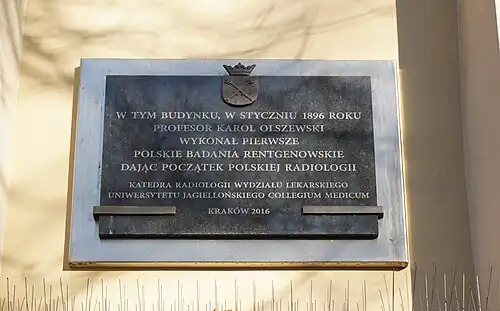 W TYM BUDYNKU, W STYCZNIU 1896 ROKU
PROFESOR KAROL OLSZEWSKI
WYKONAŁ PIERWSZE
POLSKIE BADANIA RENTGENOWSKIE
DAJĄC POCZĄTEK POLSKIEJ RADIOLOGII
KATEDRA RADIOLOGII WYDZIAŁU LEKARSKIEGO
UNIWERSYTETU JAGIELLOŃSKIEGO COLLEGIUM MEDICUM
KRAKÓW 2016